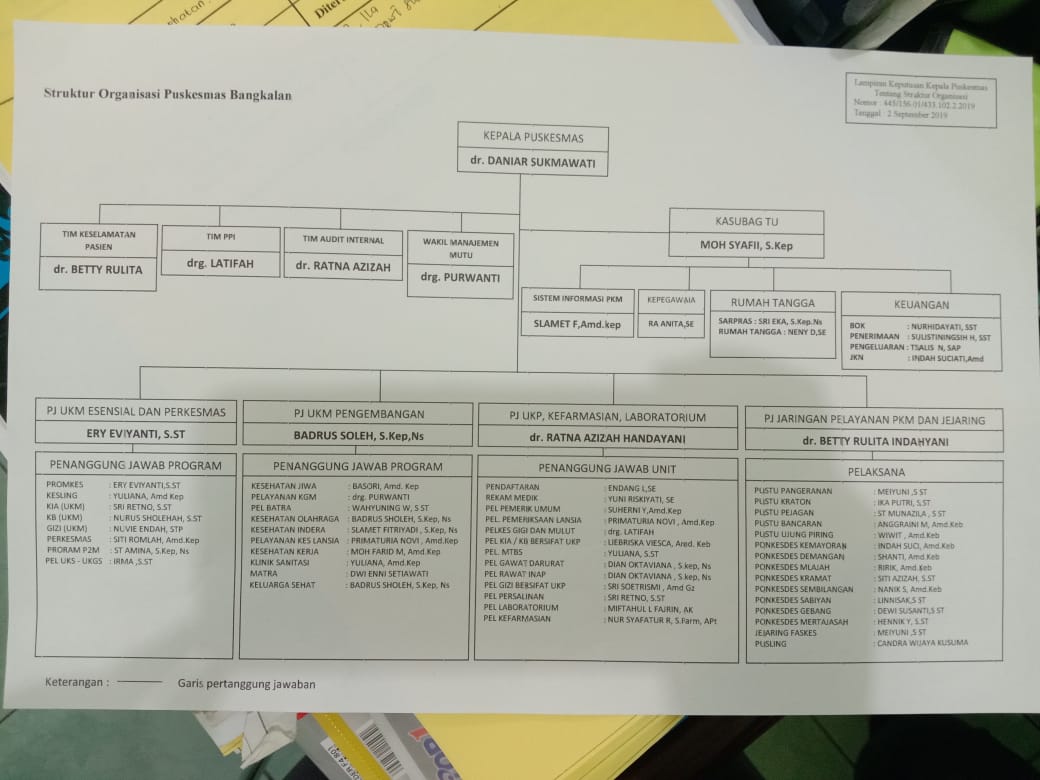 Struktur Organisasi Puskesmas Bangkalan
Lampiran Keputusan Kepala Puskesmas
Tentang Struktur Organisasi
Nomor : 445/156.01/433.102.2.2019
Tanggal : 2 September 2019
KEPALA PUSKESMAS
dr. DANIAR SUKMAWATI
KASUBAG TU
MOH SYAFII, S.Kep
TIM KESELAMATAN
PASIEN
dr. BETTY RULITA
TIM PPI
drg. LATIFAH
TIM AUDIT INTERNAL
dr. RATNA AZIZAH
WAKIL MANAJEMEN
MUTU
drg. PURWANTI
SISTEM INFORMASI PKM
SLAMET F,Amd.kep
KEPEGAWAIA
RA ANITA,SE
RUMAH TANGGA
SARPRAS : SRI EKA, S.Kep.Ns
RUMAH TANGGA : NENY D,SE
KEUANGAN
BOK : NURHIDAYATI, SST
PENERIMAAN : SULISTININGSIH H, SST
PENGELUARAN : TSALIS N, SAP
JKN : INDAH SUCIATI,Amd
PJ UKM ESENSIAL DAN PERKESMAS
ERY EVIYANTI, S.ST
PENANGGUNG JAWAB PROGRAM
PROMKES : ERY EVIYANTI,S.ST
KESLING : YULIANA, Amd Kep
KIA (UKM) : SRI RETNO, S.ST
KB (UKM) : NURUS SHOLEHAH, S.ST
GIZI (UKM) : NUVIE ENDAH, STP
PERKESMAS : SITI ROMLAH, Amd.Kep
PRORAM P2M : ST AMINA, S.Kep, Ns
PEL UKS - UKGS : IRMA ,S.ST
PJ UKM PENGEMBANGAN
BADRUS SOLEH, S.Kep,Ns
PENANGGUNG JAWAB PROGRAM
KESEHATAN JIWA : BASORI, Amd. Kep
PELAYANAN KGM : drg. PURWANTI
PEL BATRA : WAHYUNING W, S ST
KESEHATAN OLAHRAGA : BADRUS SHOLEH, S.Kep, Ns
KESEHATAN INDERA : SLAMET FITRIYADI , S.Kep, Ns
PELAYANAN KES LANSIA : PRIMATURIA NOVI , Amd.Kep
KESEHATAN KERJA : MOH FARID M, Amd.Kep
KLINIK SANITASI : YULIANA, Amd.Kep
MATRA : DWI ENNI SETIAWATI
KELUARGA SEHAT : BADRUS SHOLEH, S.Kep, Ns
PJ UKP, KEFARMASIAN, LABORATORIUM
dr. RATNA AZIZAH HANDAYANI
PENANGGUNG JAWAB UNIT
PENDAFTARAN : ENDANG L,SE
REKAM MEDIK : YUNI RISKIYATI, SE
PEL PEMERIK UMUM : SUHERNI Y,Amd.Kep
PEL. PEMERIKSAAN LANSIA : PRIMATURIA NOVI , Amd.Kep
PELKES GIGI DAN MULUT : drg. LATIFAH
PEL KIA / KB BERSIFAT UKP : LIEBRISKA VIESCA, Ared. Keb
PEL. MTBS : YULIANA, S.ST
PEL GAWAT DARURAT : DIAN OKTAVIANA , S.kep, Ns
PEL RAWAT INAP : DIAN OKTAVIANA , S.kep, Ns
PEL GIZI BERSIFAT UKP : SRI SOETRISMI , Amd Gz
PEL PERSALINAN : SRI RETNO, S.ST
PEL LABORATORIUM : MIFTAHUL L FAJRIN, AK
PEL KEFARMASIAN : NUR SYAFATUR R, S.Farm, APt
PJ JARINGAN PELAYANAN PKM DAN JEJARING
dr. BETTY RULITA INDAHYANI
PELAKSANA
PUSTU PANGERANAN : MEIYUNI ,S ST
PUSTU KRATON : IKA PUTRI, S ST
PUSTU PEJAGAN : ST MUNAZILA , S ST
PUSTU BANCARAN : ANGGRAINI M, Amd.Keb
PUSTU UJUNG PIRING : WIWIT , Amd.Keb
PONKESDES KEMAYORAN : INDAH SUCI, Amd.Keb
PONKESDES DEMANGAN : SHANTI, Amd.Keb
PONKESDES MLAJAH : RIRIK, Amd.Keb
PONKESDES KRAMAT : SITI AZIZAH, S.ST
PONKESDES SEMBILANGAN : NANIK S, Amd.Keb
PONKESDES SABIYAN : LINNISAK,S ST
PONKESDES GEBANG : DEWI SUSANTI,S ST
PONKESDES MERTAJASAH : HENNIK Y, S.ST
JEJARING FASKES : MEIYUNI ,S ST
PUSLING : CANDRA WIJAYA KUSUMA
Keterangan : Garis pertanggung jawaban